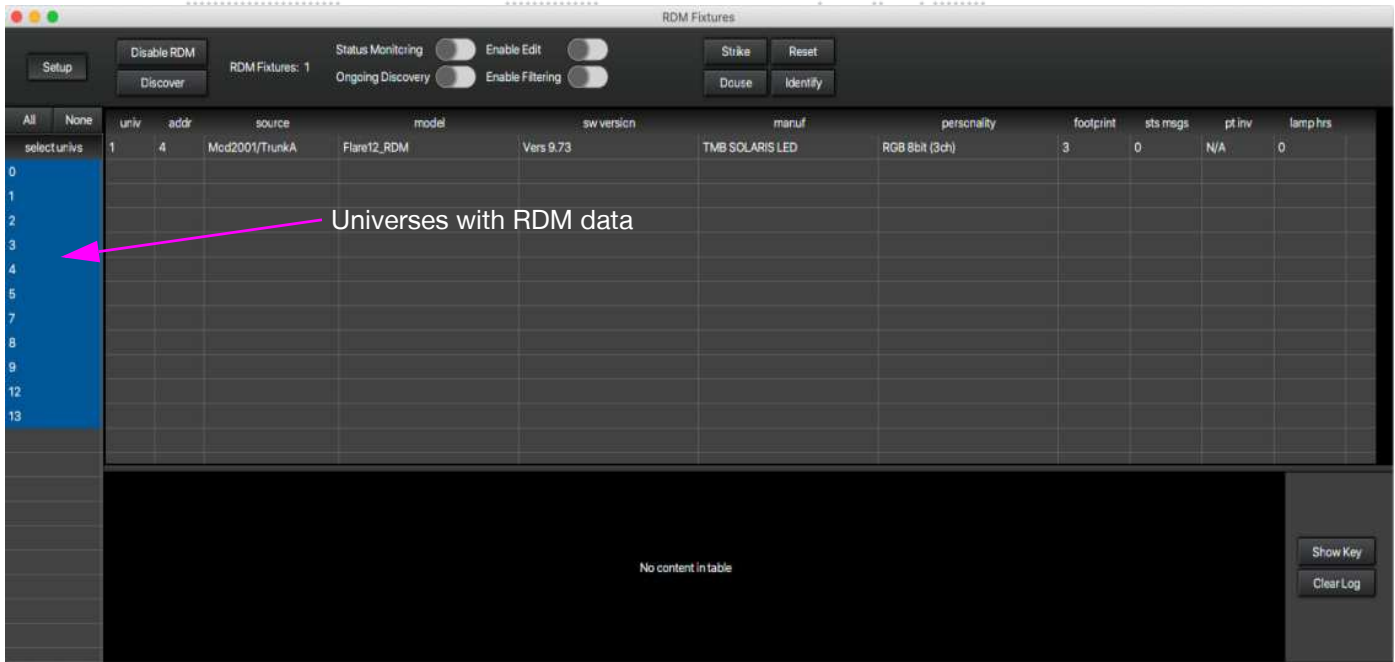 RDM Fixtures
Setup
Disable RDM
Discover
RDM Fixtures: 1
Status Monitoring
Enable Edit
Ongoing Discovery
Enable Filtering
Strike
Reset
Douse
Identify
All None
select univs
univ addr source model sw version manuf personality footprint sts msgs pt inv lamp hrs
1 4 Mcd2001/TrunkA Flare12_RDM Vers 9.73 TMB SOLARIS LED RGB 8bit (3ch) 3 0 N/A 0
0
1
2
3
4
5
7
8
9
12
13
Universes with RDM data
No content in table
Show Key
Clear Log